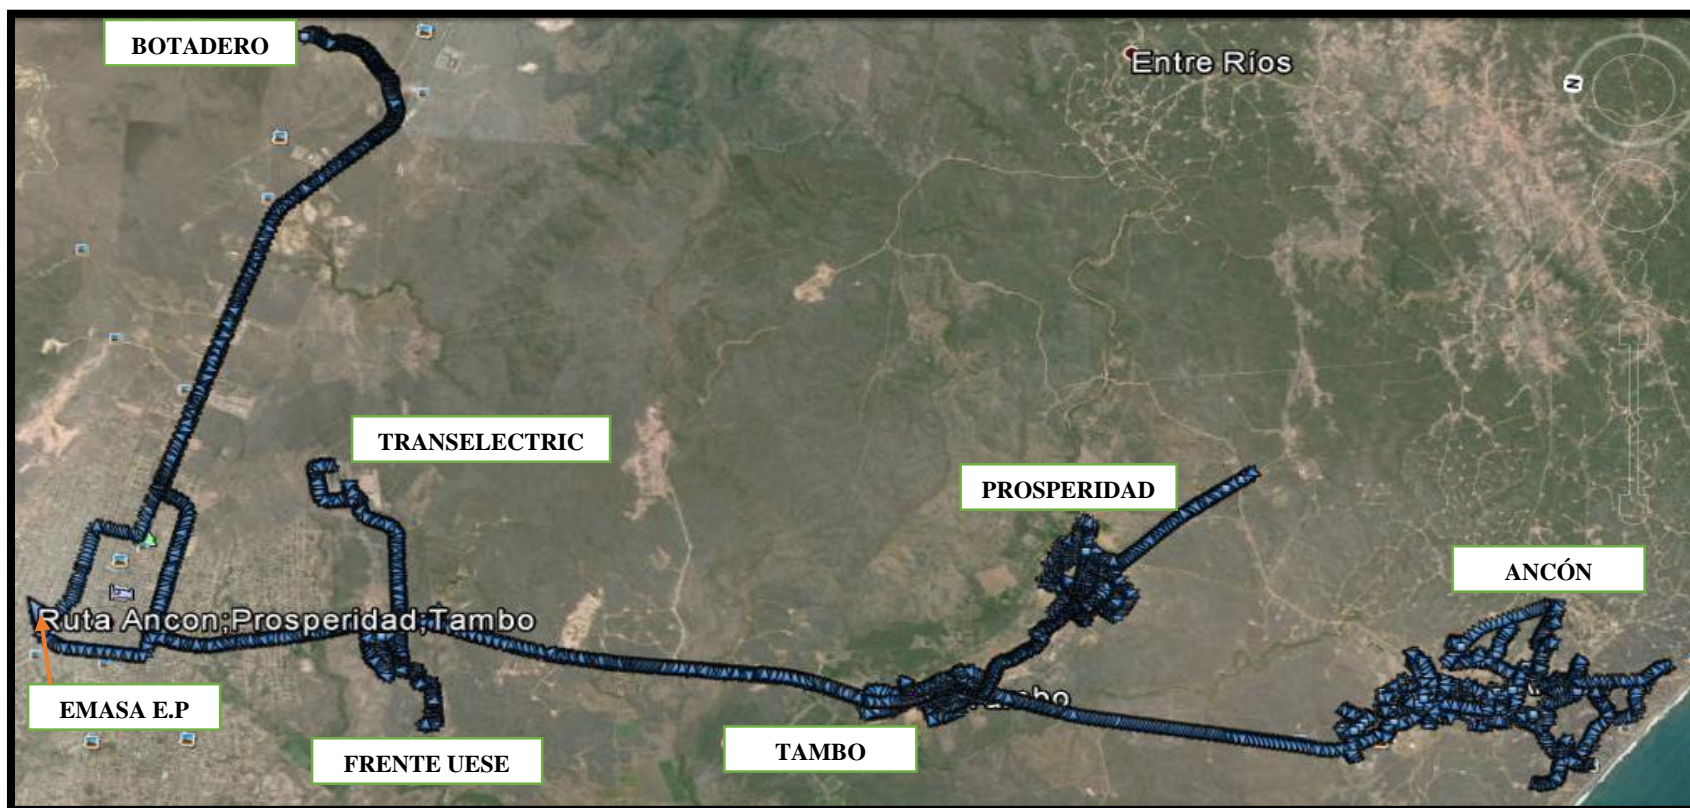 BOTADERO
Entre Ríos
N
TRANSELECTRIC
PROSPERIDAD
ANCÓN
Ruta Ancon;Prosperidad;Tambo
EMASA E.P
TAMBO
FRENTE UESE